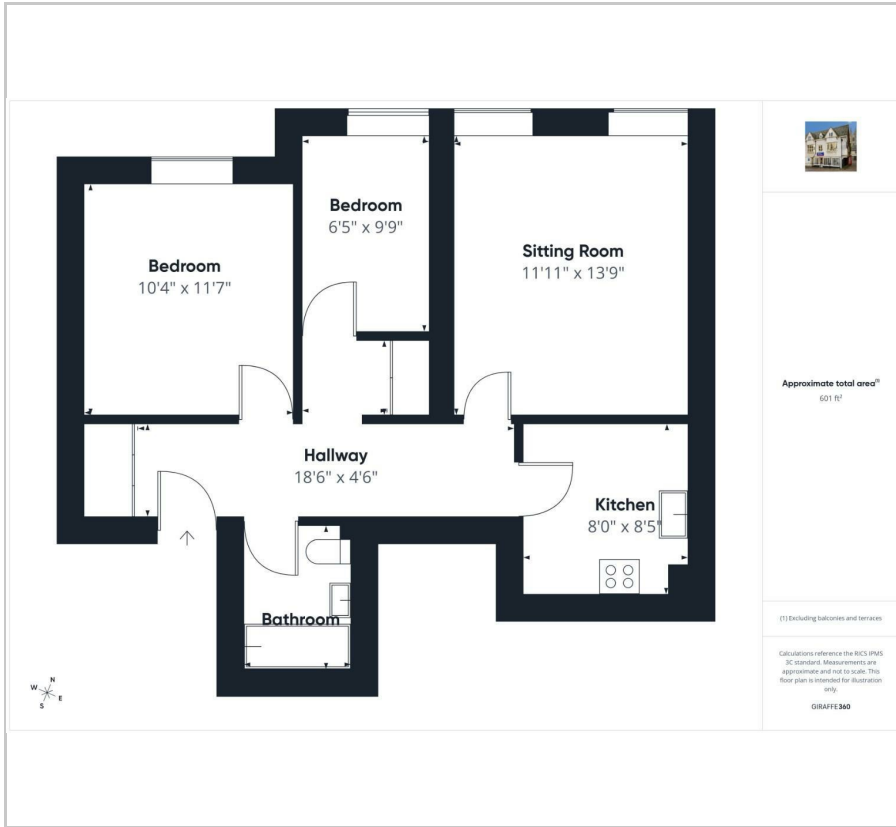 Bedroom
10'4" x 11'7"
Bedroom
6'5" x 9'9"
Sitting Room
11'11" x 13'9"
Hallway
18'6" x 4'6"
Kitchen
8'0" x 8'5"
Bathroom
N
W
E
S
Approximate total area(1)
601 ft²
(1) Excluding balconies and terraces
Calculations reference the RICS IPMS
3C standard. Measurements are
approximate and not to scale. This
floor plan is intended for illustration
only.
GIRAFFE360